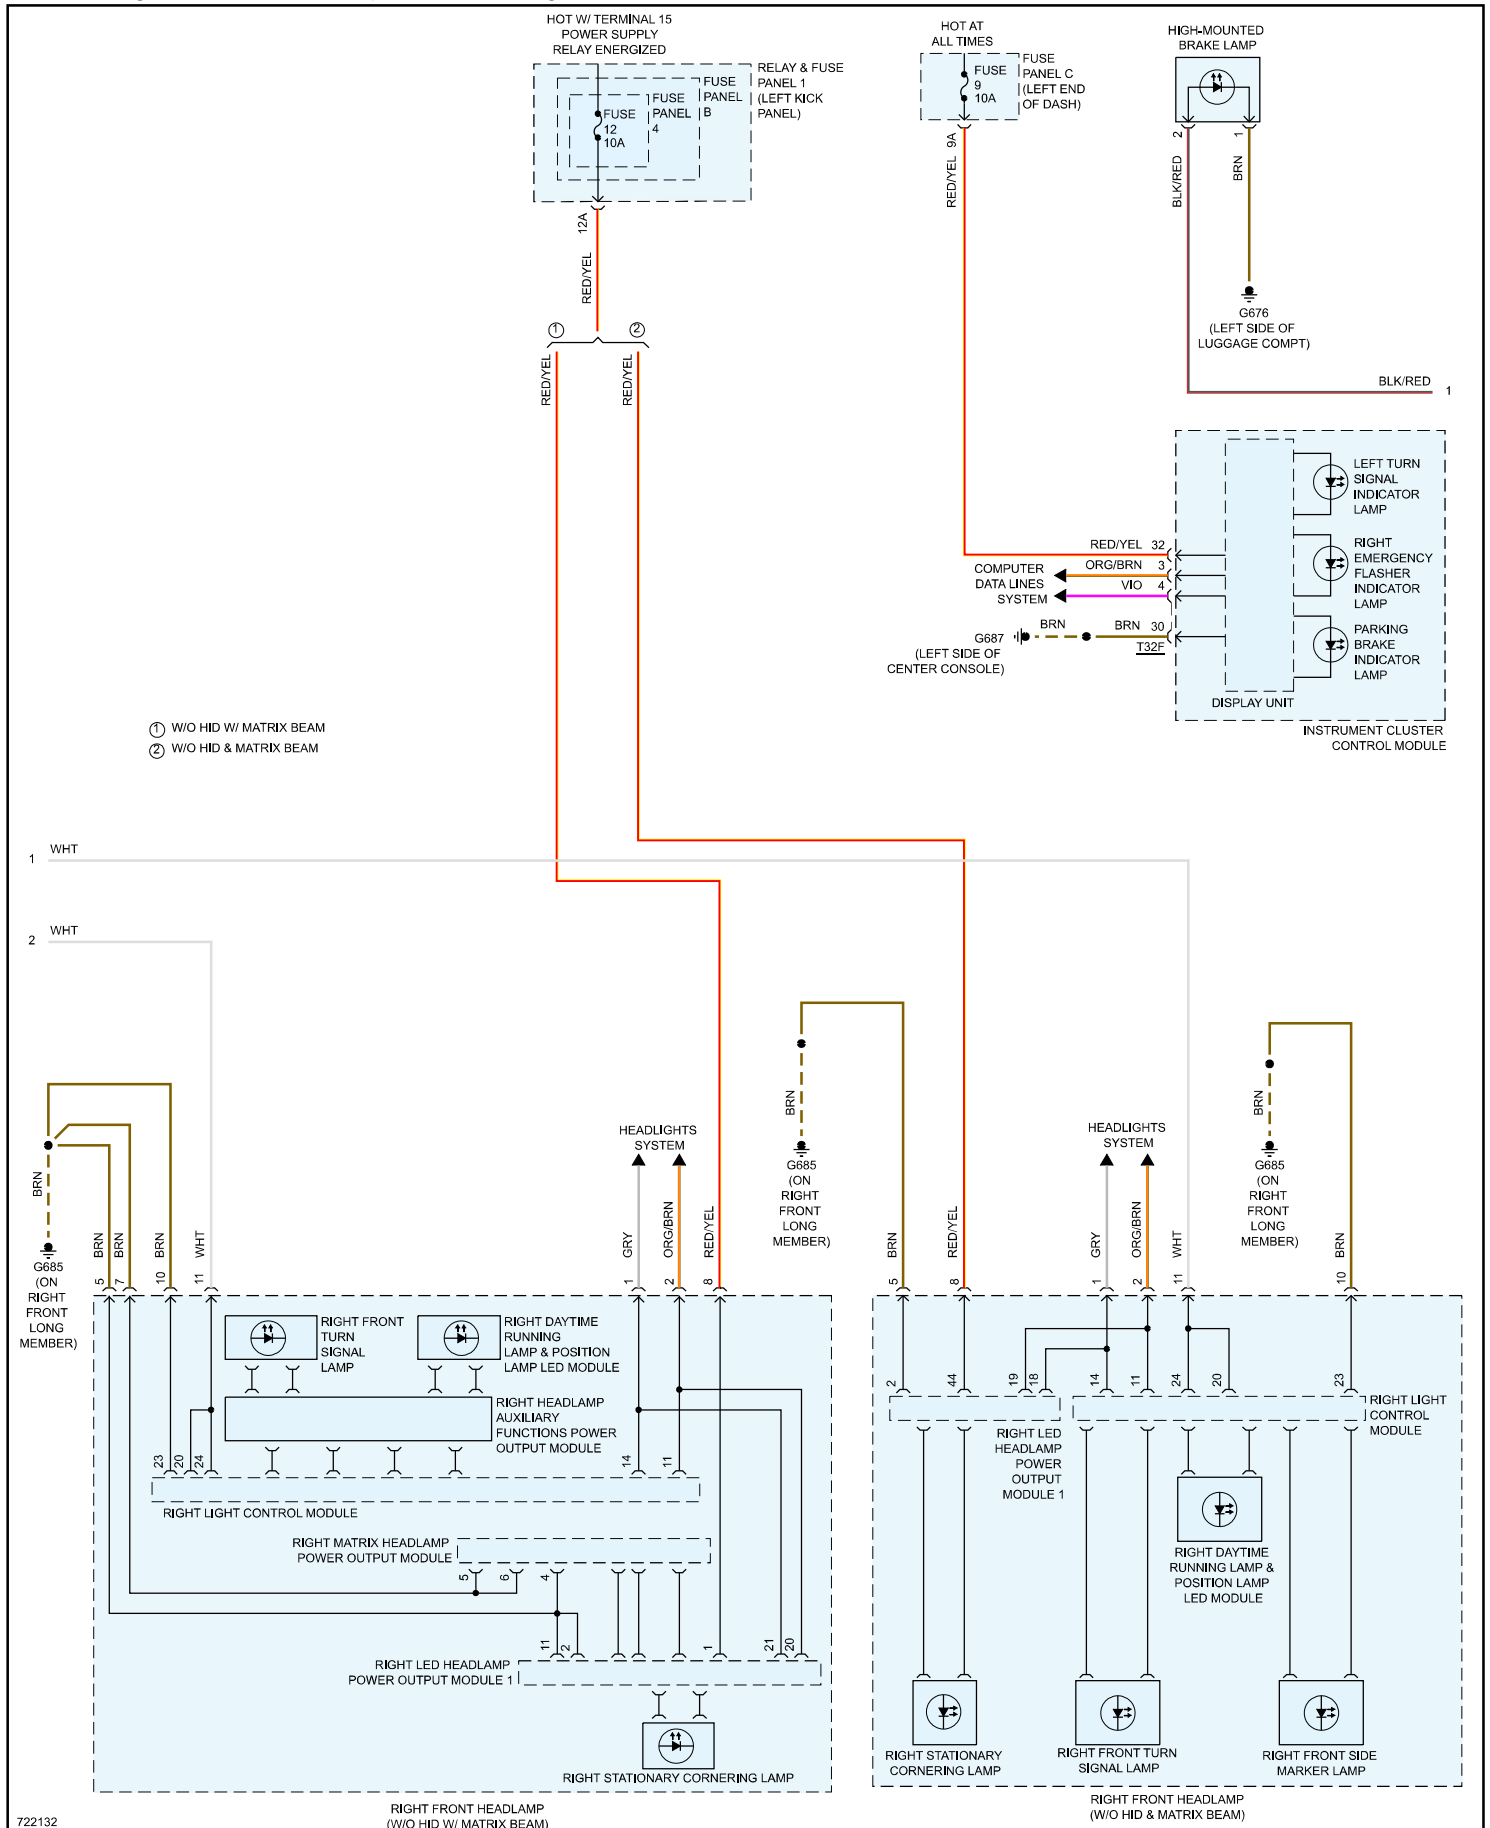 HOT W/ TERMINAL 15
POWER SUPPLY
RELAY ENERGIZED
RELAY & FUSE
PANEL 1
(LEFT KICK
PANEL)
FUSE
PANEL
B
FUSE
PANEL
4
FUSE
12
10A
12A
RED/YEL
1
2
RED/YEL
RED/YEL
HOT AT
ALL TIMES
FUSE
9
10A
FUSE
PANEL C
(LEFT END
OF DASH)
9A
RED/YEL
HIGH-MOUNTED
BRAKE LAMP
2
1
BLK/RED
BRN
G676
(LEFT SIDE OF
LUGGAGE COMPT)
BLK/RED 1
LEFT TURN
SIGNAL
INDICATOR
LAMP
RIGHT
EMERGENCY
FLASHER
INDICATOR
LAMP
PARKING
BRAKE
INDICATOR
LAMP
RED/YEL 32
ORG/BRN 3
VIO 4
BRN BRN 30
T32F
COMPUTER
DATA LINES
SYSTEM
G687
(LEFT SIDE OF
CENTER CONSOLE)
DISPLAY UNIT
INSTRUMENT CLUSTER
CONTROL MODULE
1 W/O HID W/ MATRIX BEAM
2 W/O HID & MATRIX BEAM
1 WHT
2 WHT
BRN
G685
(ON
RIGHT
FRONT
LONG
MEMBER)
BRN
BRN
BRN
WHT
5
7
10
11
HEADLIGHTS
SYSTEM
GRY
ORG/BRN
RED/YEL
1
2
8
BRN
G685
(ON
RIGHT
FRONT
LONG
MEMBER)
BRN
RED/YEL
5
8
HEADLIGHTS
SYSTEM
GRY
ORG/BRN
WHT
1
2
11
BRN
G685
(ON
RIGHT
FRONT
LONG
MEMBER)
BRN
10
RIGHT FRONT
TURN
SIGNAL
LAMP
RIGHT DAYTIME
RUNNING
LAMP & POSITION
LAMP LED MODULE
RIGHT HEADLAMP
AUXILIARY
FUNCTIONS POWER
OUTPUT MODULE
23
20
24
14
11
RIGHT LIGHT CONTROL MODULE
RIGHT MATRIX HEADLAMP
POWER OUTPUT MODULE
5
6
4
11
2
1
21
20
RIGHT LED HEADLAMP
POWER OUTPUT MODULE 1
RIGHT STATIONARY CORNERING LAMP
RIGHT FRONT HEADLAMP
(W/O HID W/ MATRIX BEAM)
2
44
19
18
14
11
24
20
23
RIGHT LIGHT
CONTROL
MODULE
RIGHT LED
HEADLAMP
POWER
OUTPUT
MODULE 1
RIGHT DAYTIME
RUNNING LAMP &
POSITION LAMP
LED MODULE
RIGHT STATIONARY
CORNERING LAMP
RIGHT FRONT TURN
SIGNAL LAMP
RIGHT FRONT SIDE
MARKER LAMP
RIGHT FRONT HEADLAMP
(W/O HID & MATRIX BEAM)
722132